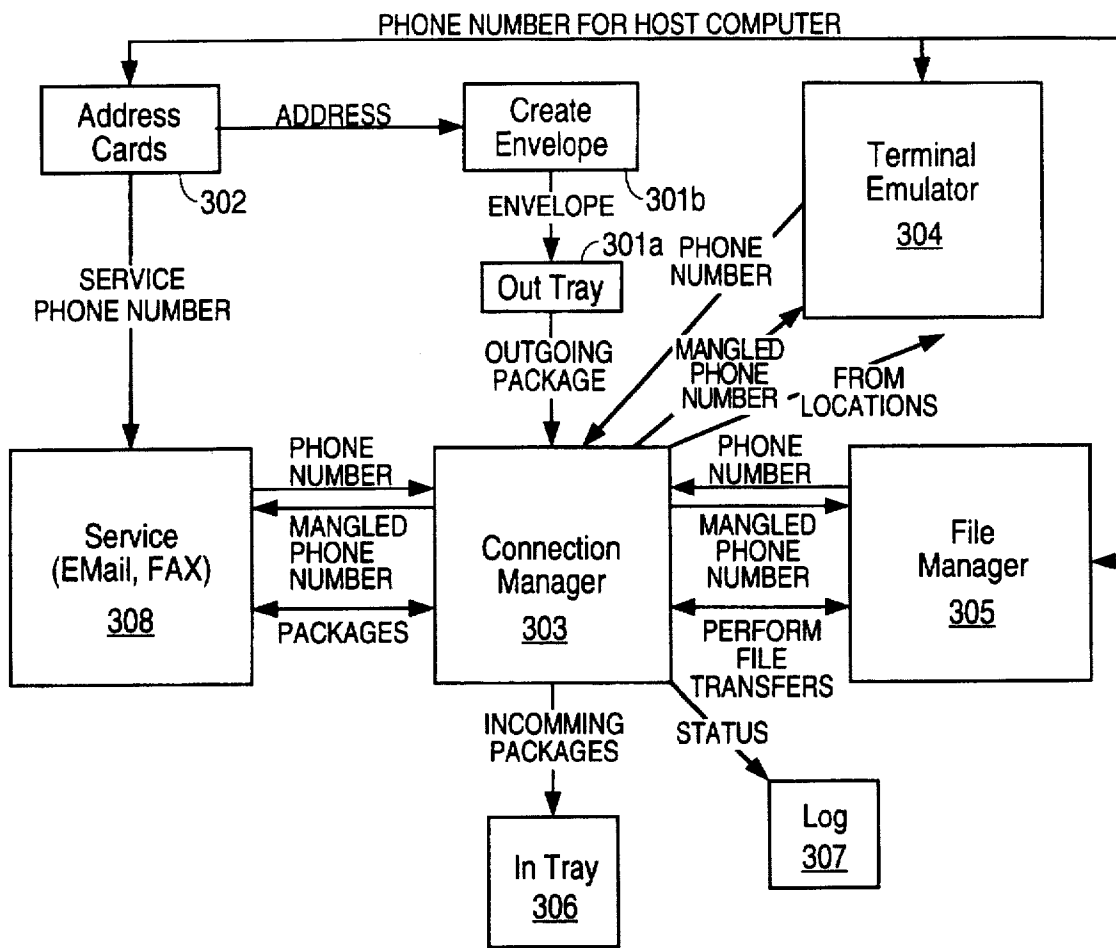 PHONE NUMBER FOR HOST COMPUTER
Address
Cards
302
ADDRESS
Create
Envelope
301b
ENVELOPE
301a
Out Tray
OUTGOING
PACKAGE
Terminal
Emulator
304
SERVICE
PHONE NUMBER
PHONE
NUMBER
MANGLED
PHONE
NUMBER
FROM
LOCATIONS
Service
(EMail, FAX)
308
PHONE
NUMBER
MANGLED
PHONE
NUMBER
PACKAGES
Connection
Manager
303
PHONE
NUMBER
MANGLED
PHONE
NUMBER
PERFORM
FILE
TRANSFERS
File
Manager
305
INCOMMING
PACKAGES
STATUS
In Tray
306
Log
307